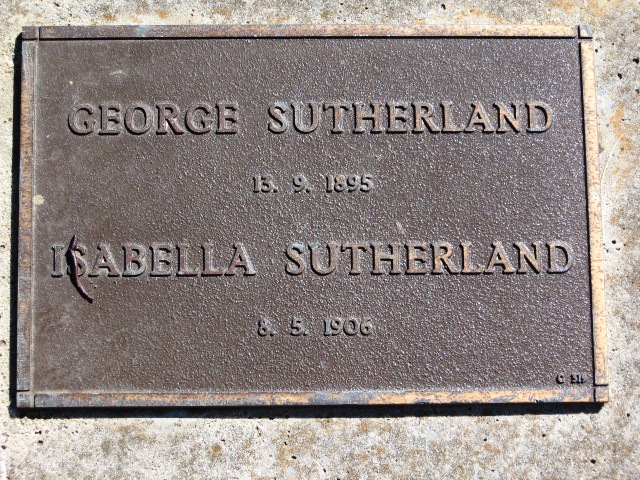 GEORGE SUTHERLAND
13. 9. 1895
ISABELLA SUTHERLAND
8. 5. 1906